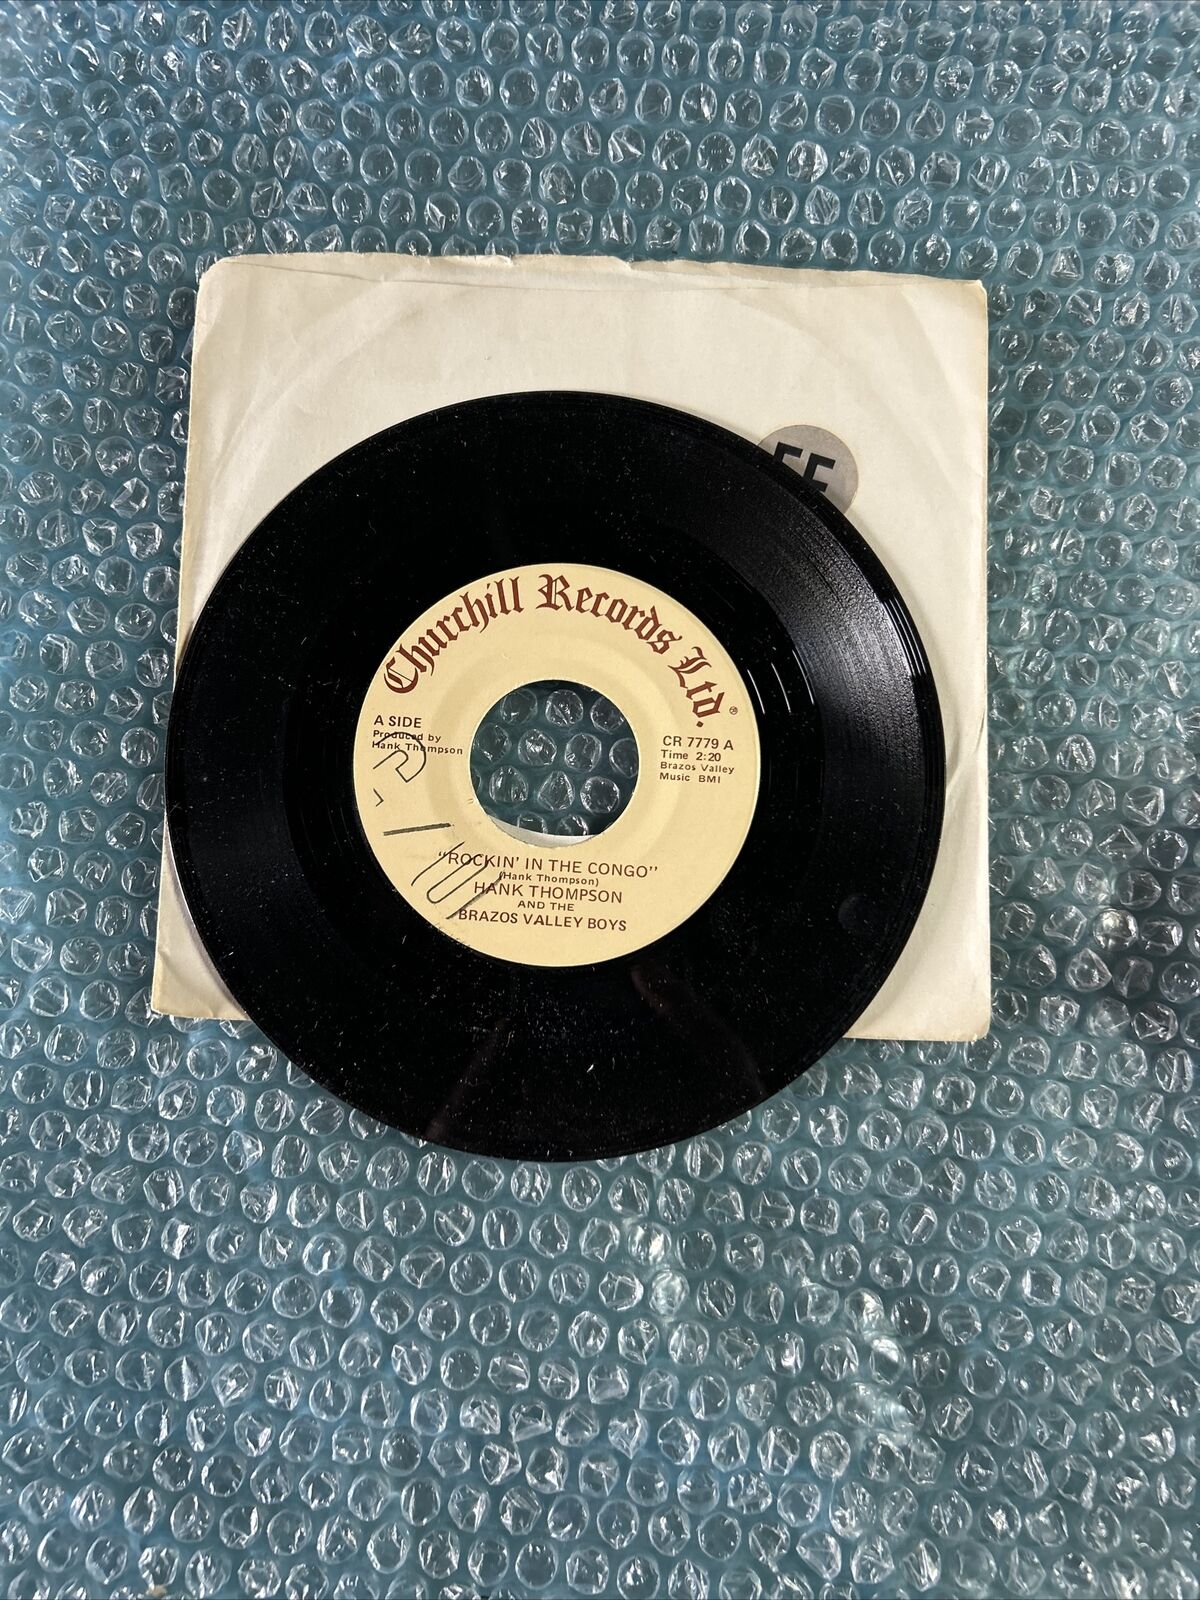 Churchill Records Ltd.®
A SIDE
Produced by
Hank Thompson
CR 7779 A
Time 2:20
Brazos Valley
Music BMI
"ROCKIN' IN THE CONGO"
(Hank Thompson)
HANK THOMPSON
AND THE
BRAZOS VALLEY BOYS